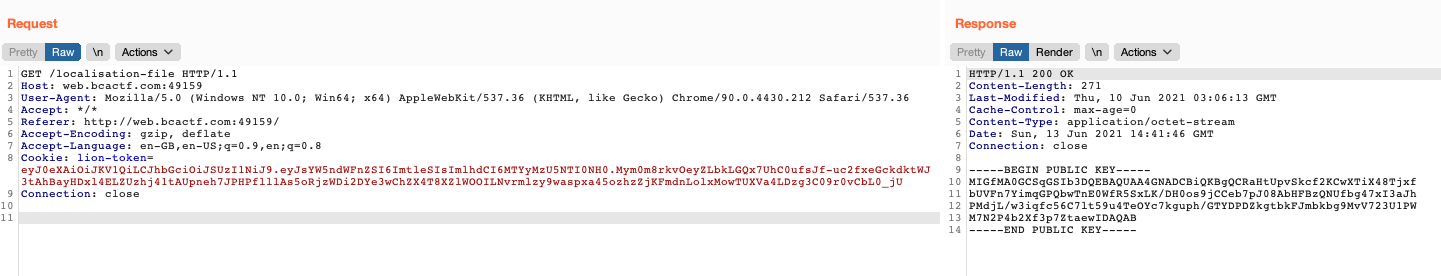 Request
Pretty Raw \n Actions
1 GET /localisation-file HTTP/1.1
2 Host: web.bcactf.com:49159
3 User-Agent: Mozilla/5.0 (Windows NT 10.0; Win64; x64) AppleWebKit/537.36 (KHTML, like Gecko) Chrome/90.0.4430.212 Safari/537.36
4 Accept: */*
5 Referer: http://web.bcactf.com:49159/
6 Accept-Encoding: gzip, deflate
7 Accept-Language: en-GB,en-US;q=0.9,en;q=0.8
8 Cookie: lion-token=
eyJ0eXAiOiJKV1QiLCJhbGciOiJSUzI1NiJ9.eyJsYW5ndWFnZSI6ImtleSIsImlhdCI6MTYyMzU5NTI0NH0.Mym0m8rkvOeyZLbkLGQx7UhC0ufsJf-uc2fxeGckdktWJ
3tAhBayHDxl4ELZUzhj41tAUpneh7JPHPflllAs5oRjzWDi2DYe3wChZX4T8XZlWOOILNvrmlzy9waspxa45ozhzZjKFmdnLolxMowTUXVa4LDzg3C09r0vCbL0_jU
9 Connection: close
10
11
Response
Pretty Raw Render \n Actions
1 HTTP/1.1 200 OK
2 Content-Length: 271
3 Last-Modified: Thu, 10 Jun 2021 03:06:13 GMT
4 Cache-Control: max-age=0
5 Content-Type: application/octet-stream
6 Date: Sun, 13 Jun 2021 14:41:46 GMT
7 Connection: close
8
9 -----BEGIN PUBLIC KEY-----
10 MIGfMA0GCSqGSIb3DQEBAQUAA4GNADCBiQKBgQCRaHtUpvSkcf2KCwXTiX48Tjxf
11 bUVFn7YimqGPQbwTnE0WfR5SxLK/DH0os9jCCeb7pJ08AbHFBzQNUfbg47xI3aJh
12 PMdjL/w3iqfc56C7lt59u4TeOYc7kguph/GTYDPDZkgtbkFJmbkbg9MvV723U1PW
13 M7N2P4b2Xf3p7ZtaewIDAQAB
14 -----END PUBLIC KEY-----